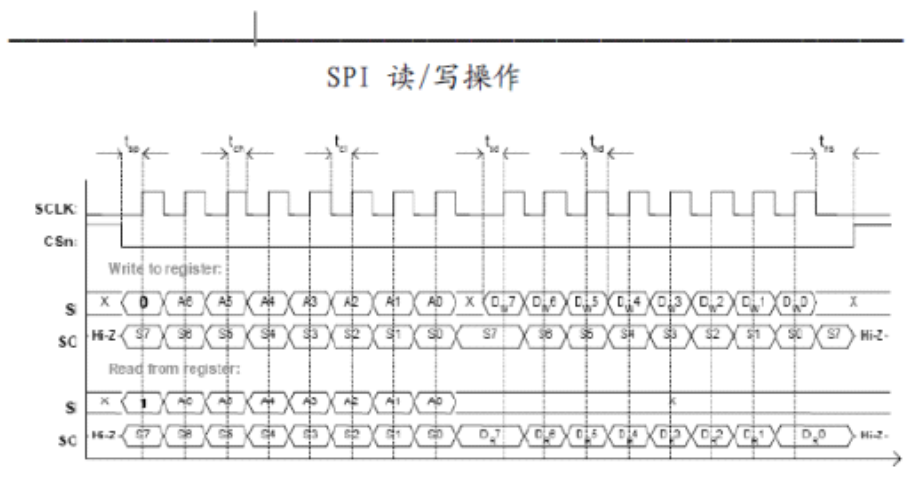 SPI 读/写操作
t_sp t_ch t_cl t_sd t_hd t_ns
SCLK:
CSn:
Write to register:
SI X 0 A6 A5 A4 A3 A2 A1 A0 X D_W7 D_W6 D_W5 D_W4 D_W3 D_W2 D_W1 D_W0 X
SO Hi-Z S7 S6 S5 S4 S3 S2 S1 S0 S7 S6 S5 S4 S3 S2 S1 S0 S7 Hi-Z
Read from register:
SI X 1 A6 A5 A4 A3 A2 A1 A0 X
SO Hi-Z S7 S6 S5 S4 S3 S2 S1 S0 D_R7 D_R6 D_R5 D_R4 D_R3 D_R2 D_R1 D_R0 Hi-Z